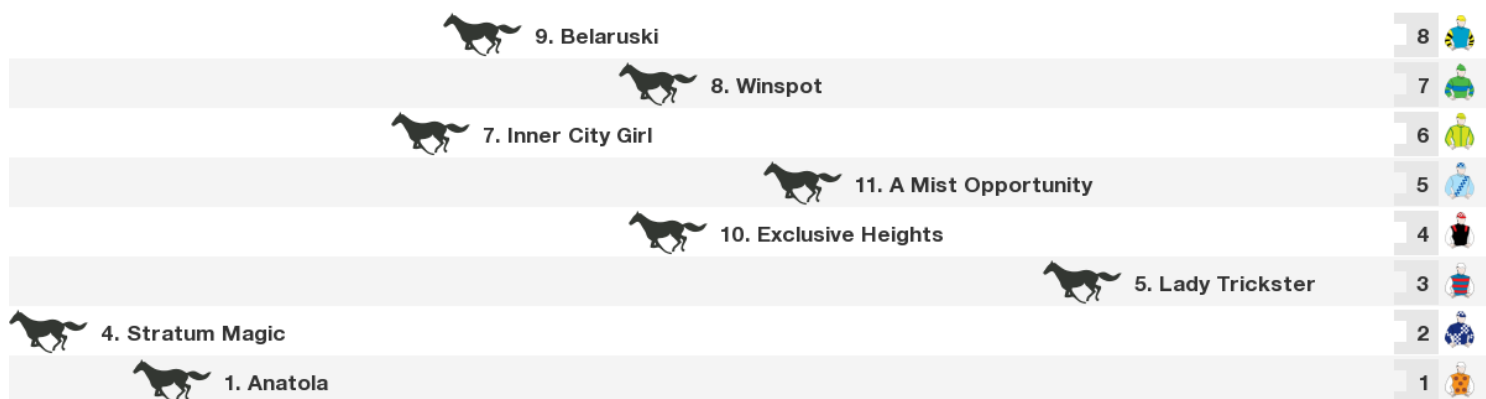 9. Belaruski 8
8. Winspot 7
7. Inner City Girl 6
11. A Mist Opportunity 5
10. Exclusive Heights 4
5. Lady Trickster 3
4. Stratum Magic 2
1. Anatola 1